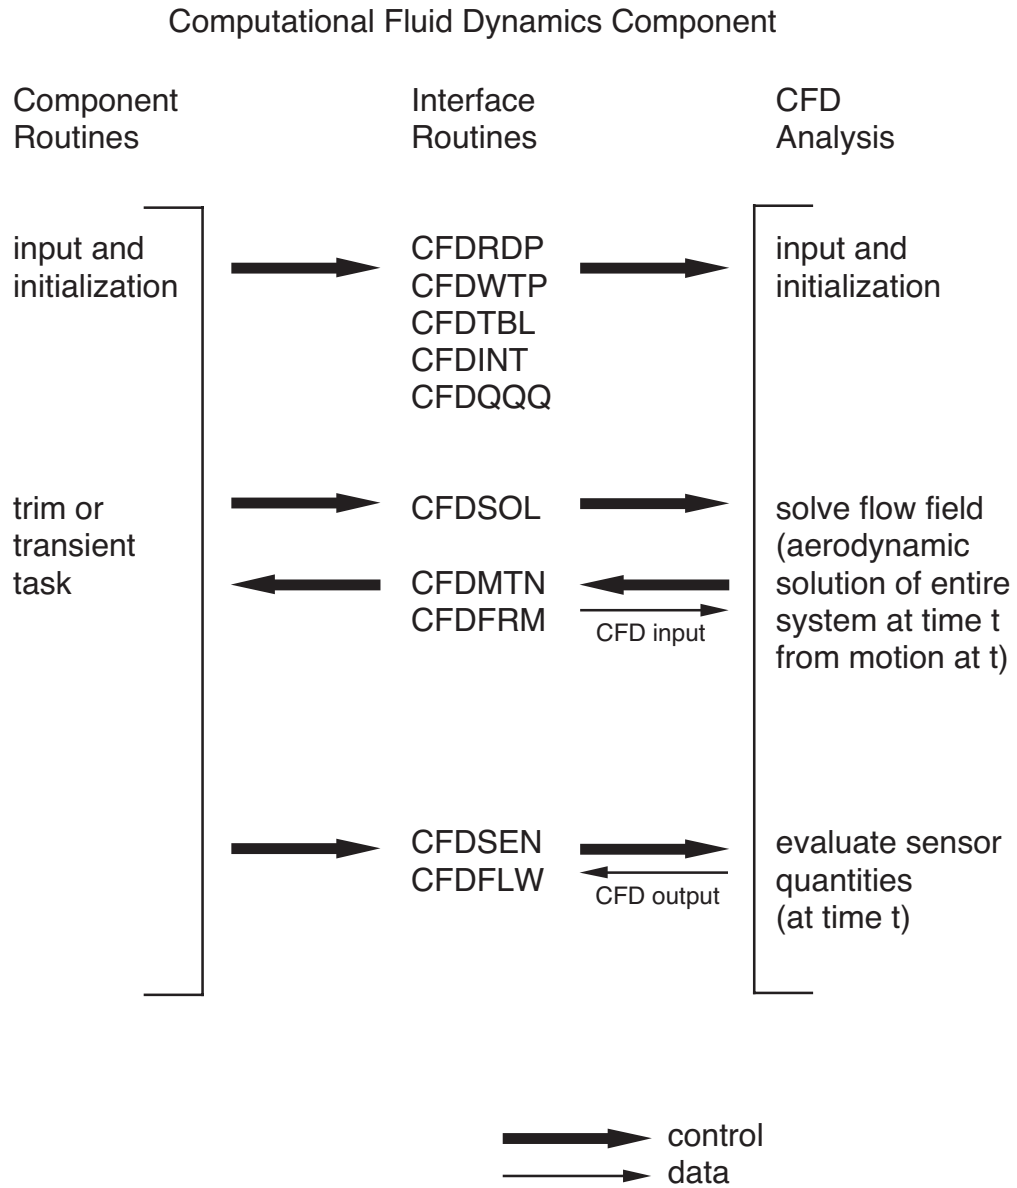 Computational Fluid Dynamics Component
Component
Routines
Interface
Routines
CFD
Analysis
input and
initialization
CFDRDP
CFDWTP
CFDTBL
CFDINT
CFDQQQ
input and
initialization
trim or
transient
task
CFDSOL
CFDMTN
CFDFRM
CFD input
solve flow field
(aerodynamic
solution of entire
system at time t
from motion at t)
CFDSEN
CFDFLW
CFD output
evaluate sensor
quantities
(at time t)
control
data